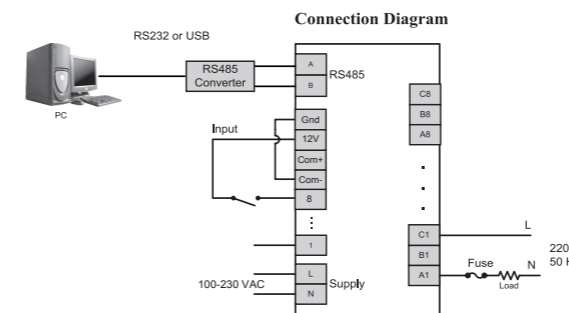 Connection Diagram
RS232 or USB
RS485
Converter
PC
A
B
RS485
Input
Gnd
12V
Com+
Com-
8
1
100-230 VAC
L
N
Supply
C8
B8
A8
C1
B1
A1
L
Fuse
N
Load
220
50